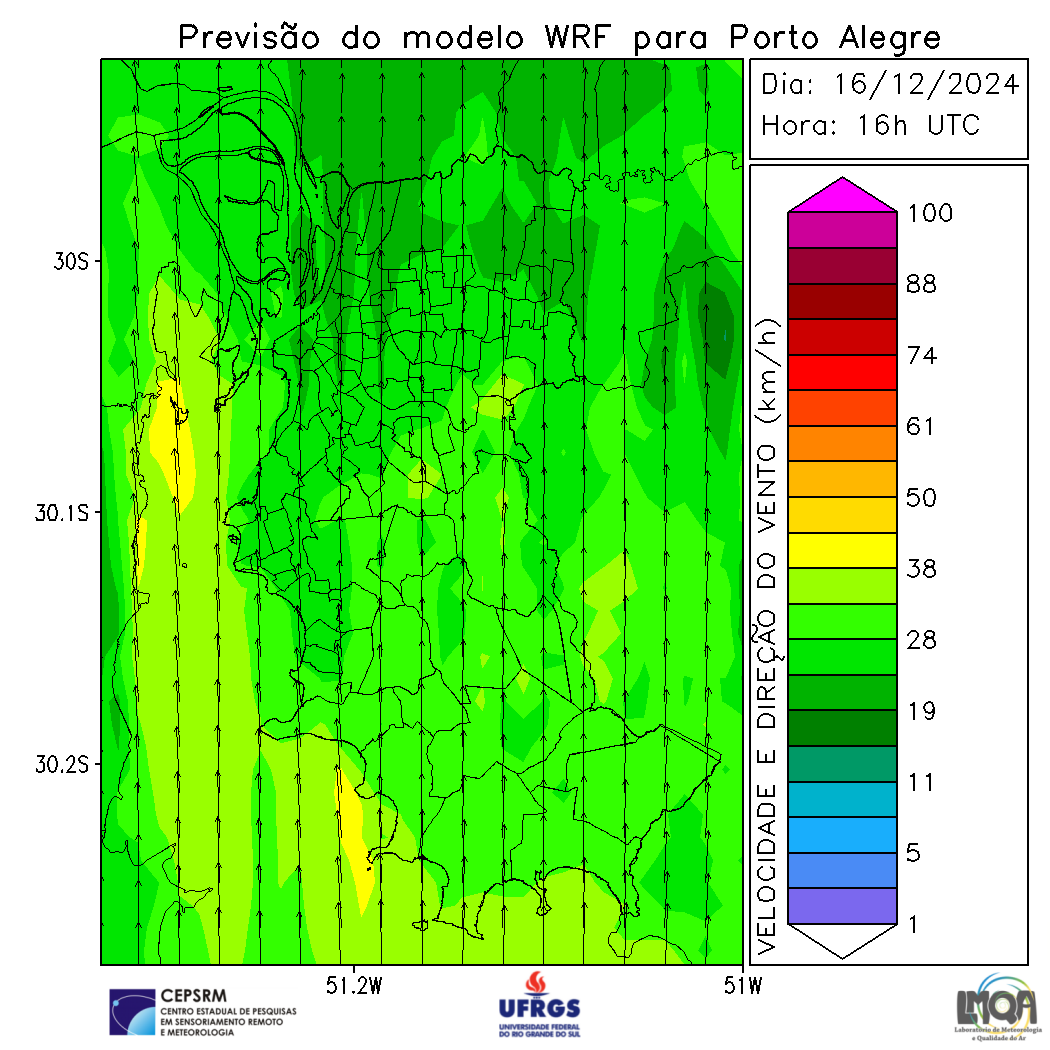 Previsão do modelo WRF para Porto Alegre
Dia: 16/12/2024
Hora: 16h UTC
30S
30.1S
30.2S
51.2W
51W
VELOCIDADE E DIREÇÃO DO VENTO (km/h)
100
88
74
61
50
38
28
19
11
5
1
CEPSRM
CENTRO ESTADUAL DE PESQUISAS
EM SENSORIAMENTO REMOTO
E METEOROLOGIA
UFRGS
UNIVERSIDADE FEDERAL
DO RIO GRANDE DO SUL
LMQA
Laboratório de Meteorologia
e Qualidade do Ar